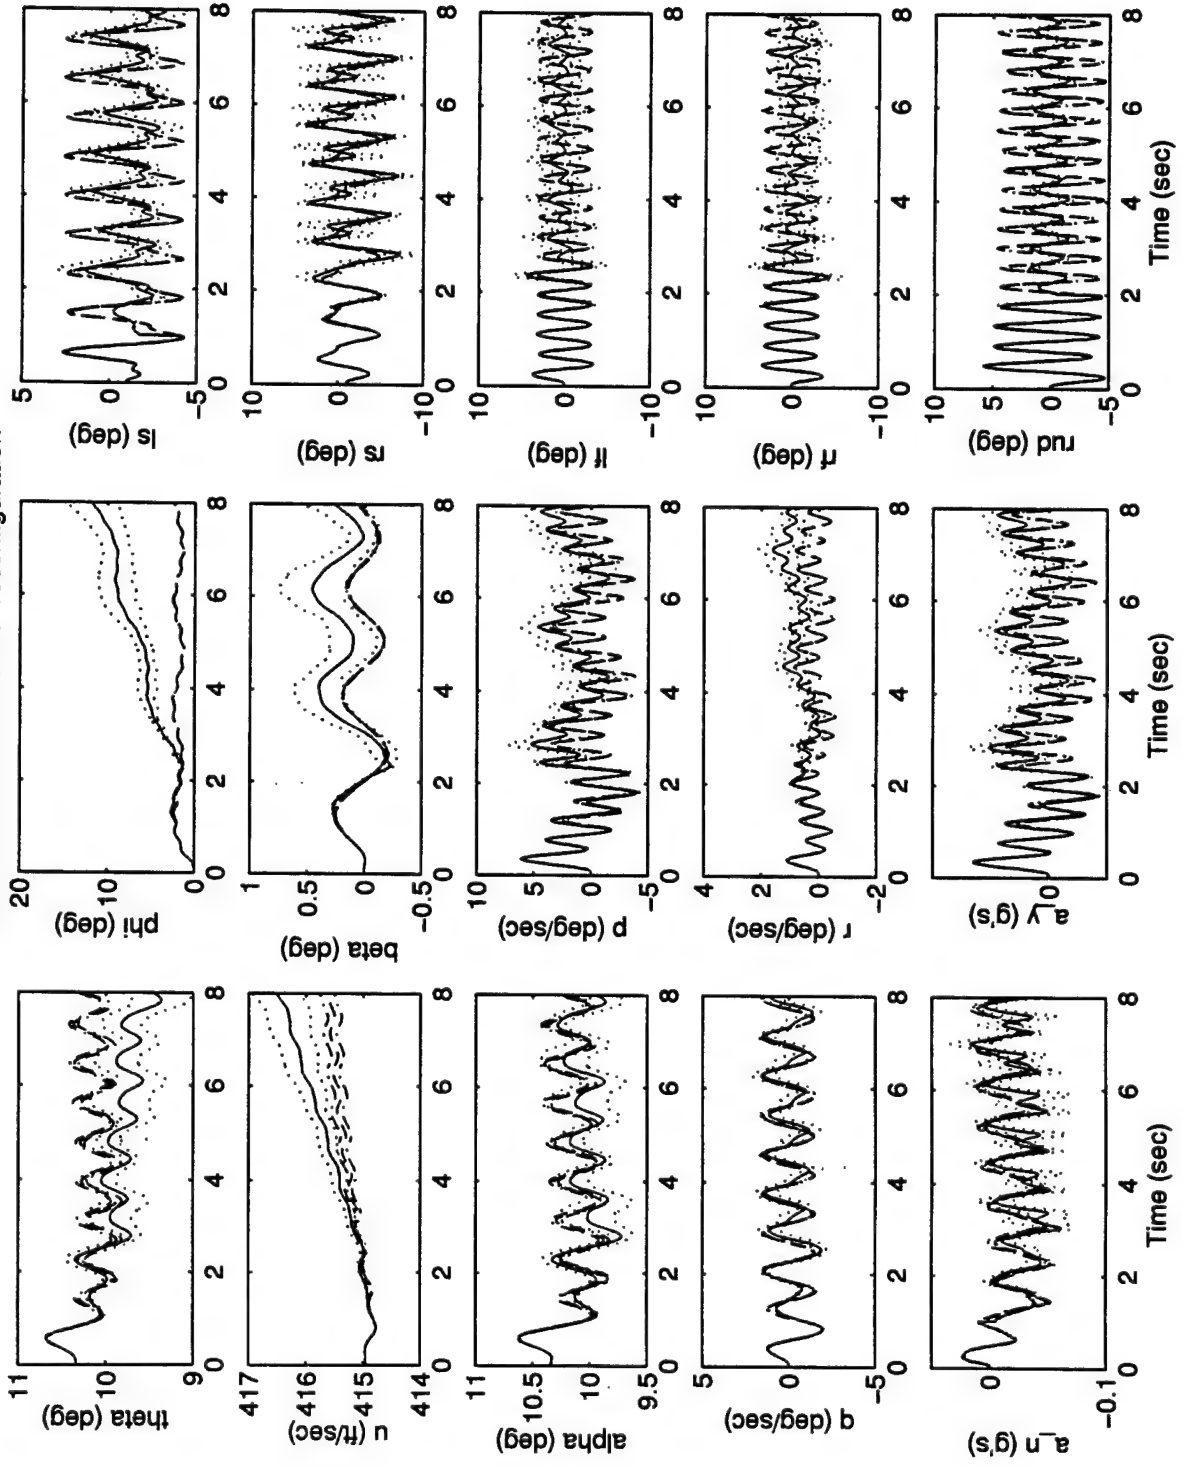 theta (deg)
11
10
9
0 2 4 6 8
phi (deg)
20
10
0
0 2 4 6 8
ls (deg)
5
0
−5
0 2 4 6 8
u (ft/sec)
417
416
415
414
0 2 4 6 8
beta (deg)
1
0.5
0
−0.5
0 2 4 6 8
rs (deg)
10
0
−10
0 2 4 6 8
alpha (deg)
11
10.5
10
9.5
0 2 4 6 8
p (deg/sec)
10
5
0
−5
0 2 4 6 8
lf (deg)
10
0
−10
0 2 4 6 8
q (deg/sec)
5
0
−5
0 2 4 6 8
r (deg/sec)
4
2
0
−2
0 2 4 6 8
rf (deg)
10
0
−10
0 2 4 6 8
a_n (g's)
0
−0.1
0 2 4 6 8
Time (sec)
a_y (g's)
0
0 2 4 6 8
Time (sec)
rud (deg)
10
5
0
−5
0 2 4 6 8
Time (sec)